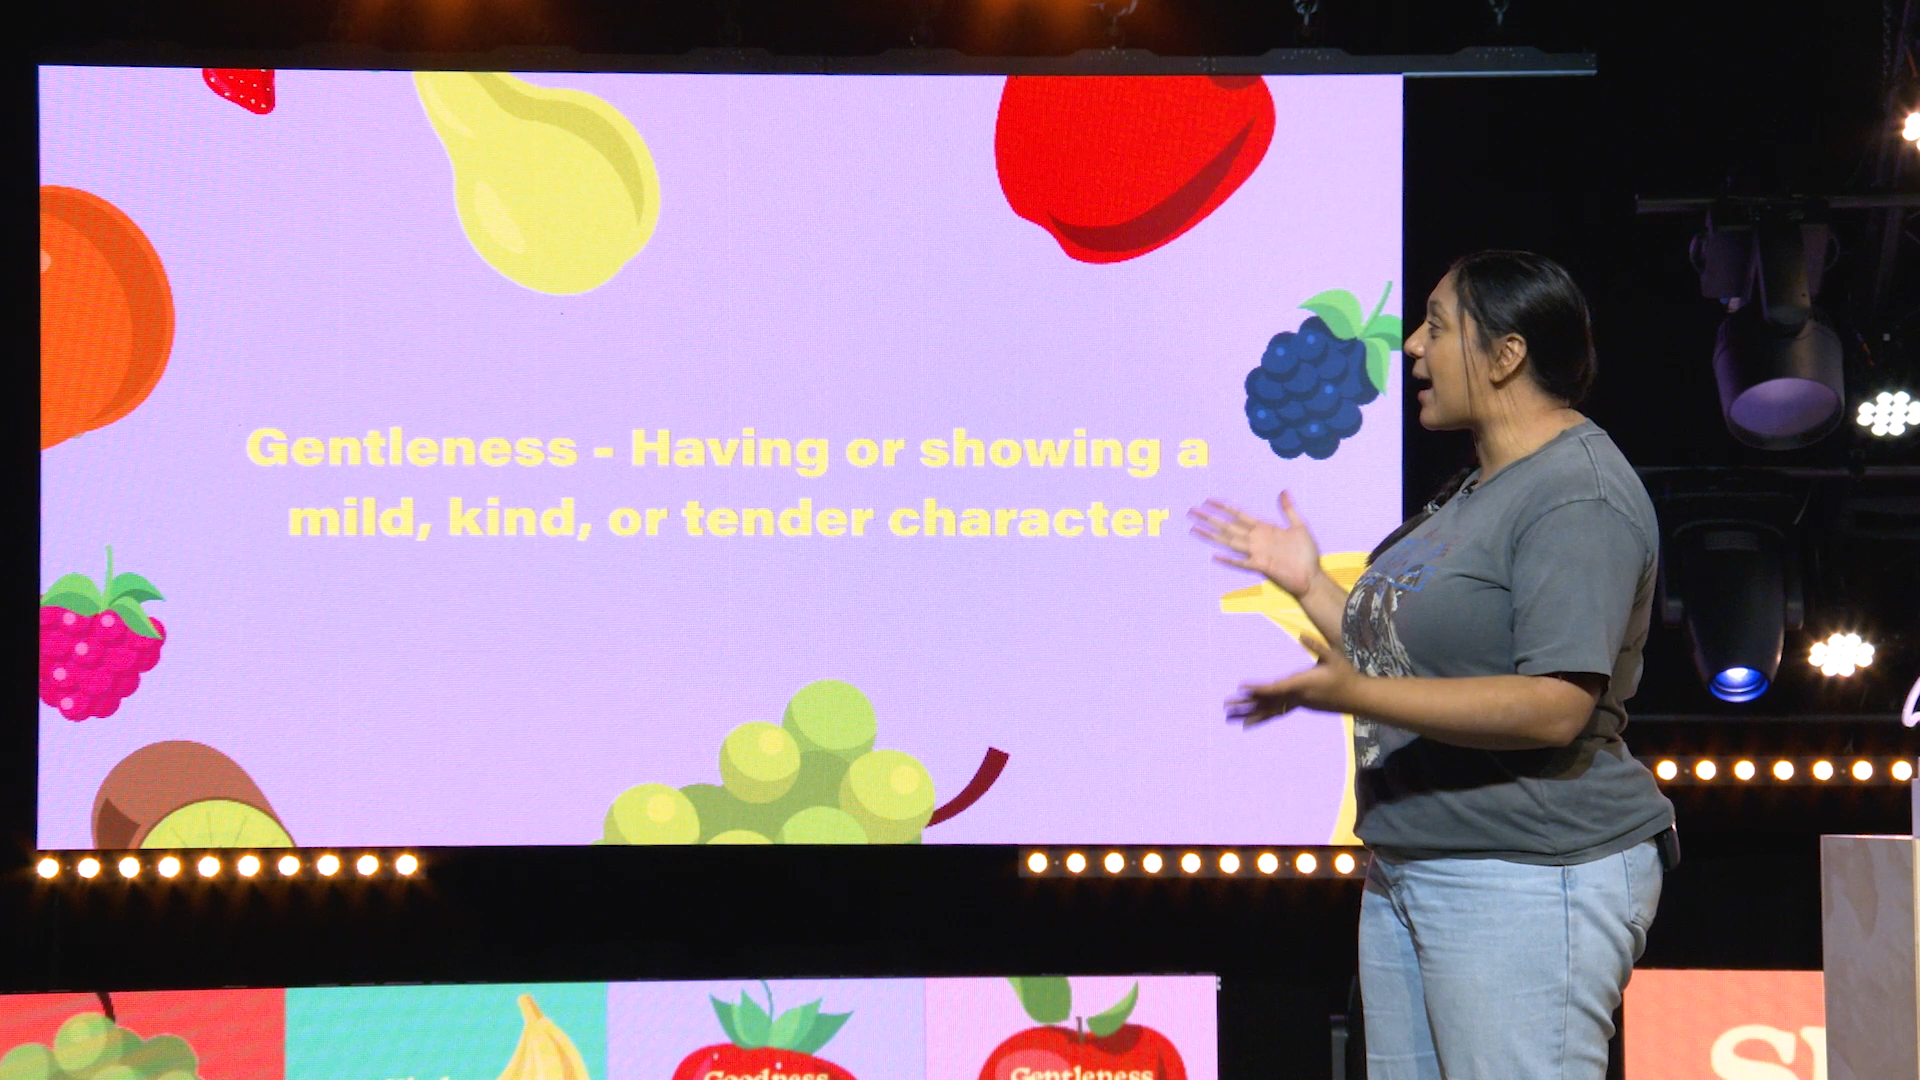 Gentleness - Having or showing a
mild, kind, or tender character
Goodness
Gentleness